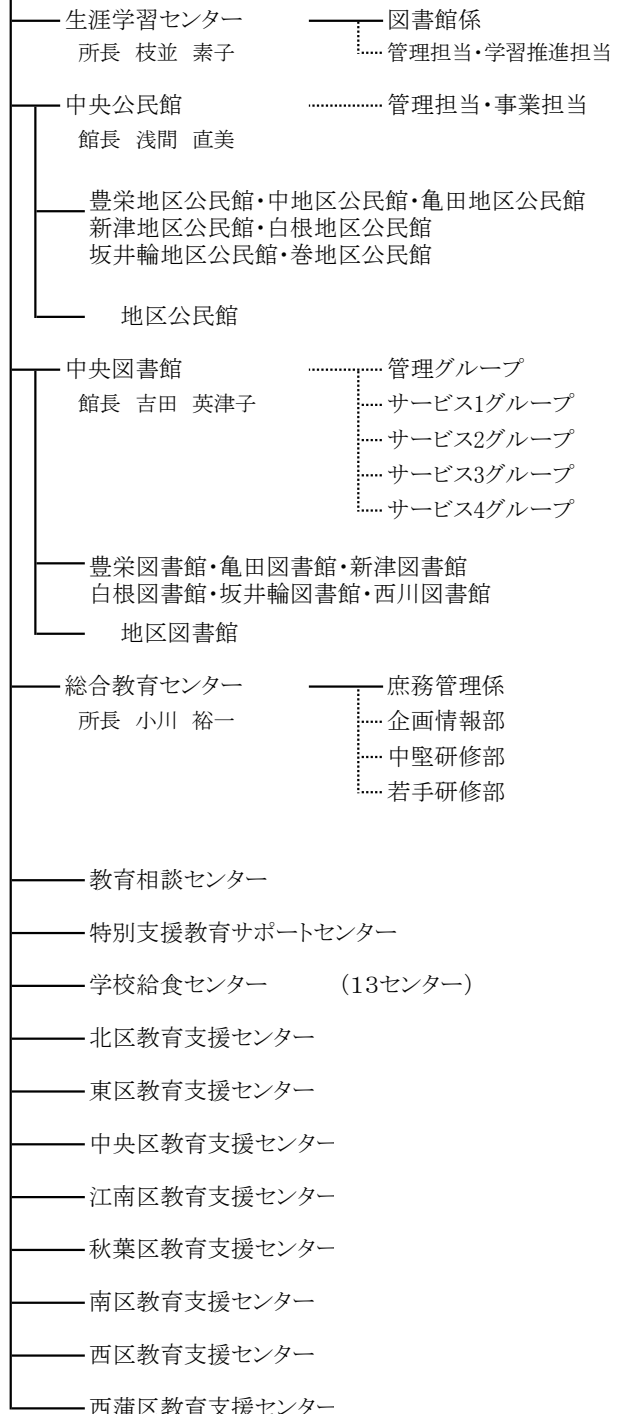 生涯学習センター 図書館係
所長 枝並 素子 管理担当・学習推進担当
中央公民館 管理担当・事業担当
館長 浅間 直美
豊栄地区公民館・中地区公民館・亀田地区公民館
新津地区公民館・白根地区公民館
坂井輪地区公民館・巻地区公民館
地区公民館
中央図書館 管理グループ
館長 吉田 英津子 サービス1グループ
サービス2グループ
サービス3グループ
サービス4グループ
豊栄図書館・亀田図書館・新津図書館
白根図書館・坂井輪図書館・西川図書館
地区図書館
総合教育センター 庶務管理係
所長 小川 裕一 企画情報部
中堅研修部
若手研修部
教育相談センター
特別支援教育サポートセンター
学校給食センター (13センター)
北区教育支援センター
東区教育支援センター
中央区教育支援センター
江南区教育支援センター
秋葉区教育支援センター
南区教育支援センター
西区教育支援センター
西蒲区教育支援センター